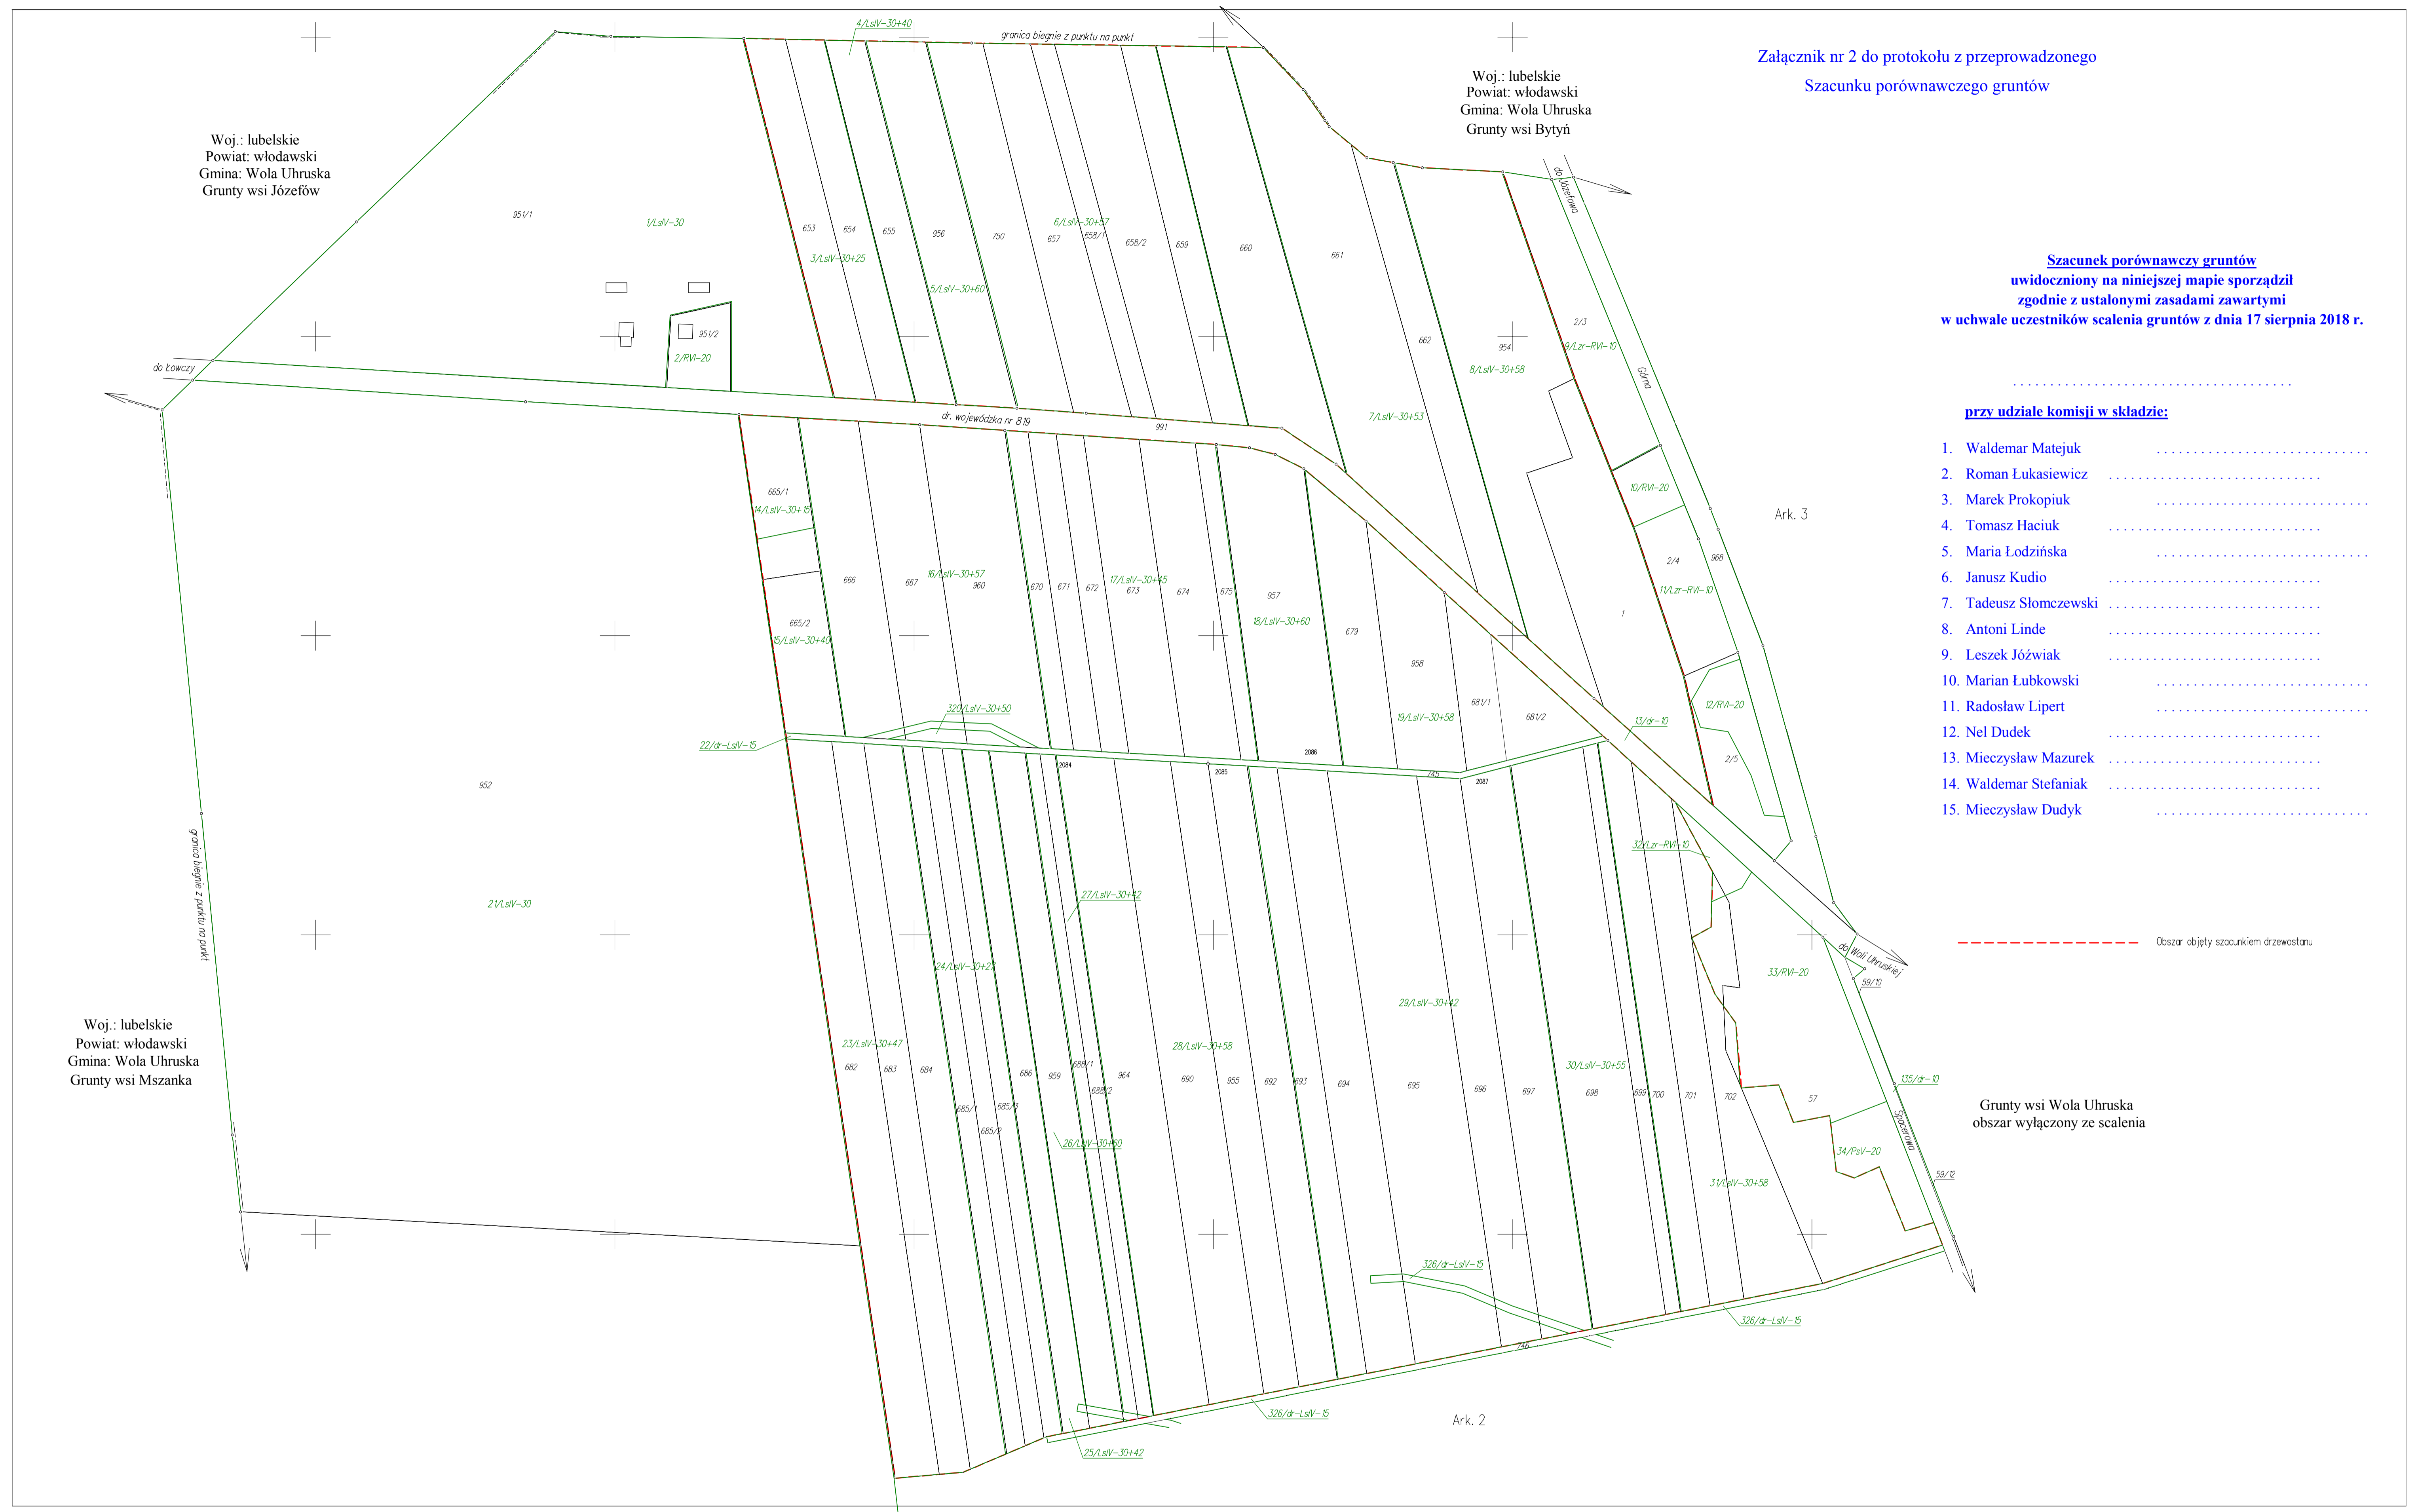 4/LsIV-30+40
granica biegnie z punktu na punkt
Załącznik nr 2 do protokołu z przeprowadzonego
Szacunku porównawczego gruntów
Woj.: lubelskie
Powiat: włodawski
Gmina: Wola Uhruska
Grunty wsi Bytyń
Woj.: lubelskie
Powiat: włodawski
Gmina: Wola Uhruska
Grunty wsi Józefów
do Józefowa
951/1
1/LsIV-30
653
654
655
956
750
657
6/LsIV-30+57
658/1
658/2
659
660
661
3/LsIV-30+25
5/LsIV-30+60
Szacunek porównawczy gruntów
uwidoczniony na niniejszej mapie sporządził
zgodnie z ustalonymi zasadami zawartymi
w uchwale uczestników scalenia gruntów z dnia 17 sierpnia 2018 r.
951/2
2/RVI-20
2/3
9/Lzr-RVI-10
662
954
8/LsIV-30+58
Górna
do Łowczy
dr. wojewódzka nr 819
991
7/LsIV-30+53
przy udziale komisji w składzie:
1. Waldemar Matejuk
2. Roman Łukasiewicz
3. Marek Prokopiuk
4. Tomasz Haciuk
5. Maria Łodzińska
6. Janusz Kudio
7. Tadeusz Słomczewski
8. Antoni Linde
9. Leszek Jóźwiak
10. Marian Łubkowski
11. Radosław Lipert
12. Nel Dudek
13. Mieczysław Mazurek
14. Waldemar Stefaniak
15. Mieczysław Dudyk
665/1
14/LsIV-30+15
10/RVI-20
Ark. 3
2/4
968
11/Lzr-RVI-10
666
667
16/LsIV-30+57
960
670
671
672
17/LsIV-30+45
673
674
675
957
18/LsIV-30+60
679
1
665/2
15/LsIV-30+40
958
681/1
681/2
19/LsIV-30+58
12/RVI-20
13/dr-10
2/5
320/LsIV-30+50
22/dr-LsIV-15
2084
2085
2086
745
2087
952
21/LsIV-30
granica biegnie z punktu na punkt
32/Lzr-RVI-10
27/LsIV-30+42
24/LsIV-30+27
29/LsIV-30+42
33/RVI-20
do Woli Uhruskiej
59/10
Obszar objęty szacunkiem drzewostanu
Woj.: lubelskie
Powiat: włodawski
Gmina: Wola Uhruska
Grunty wsi Mszanka
23/LsIV-30+47
682
683
684
685/1
685/2
685/3
686
959
688/1
688/2
964
28/LsIV-30+58
690
955
692
693
694
695
696
697
30/LsIV-30+55
698
699
700
701
702
57
135/dr-10
Spacerowa
Grunty wsi Wola Uhruska
obszar wyłączony ze scalenia
26/LsIV-30+60
34/PsV-20
31/LsIV-30+58
59/12
326/dr-LsIV-15
326/dr-LsIV-15
746
326/dr-LsIV-15
Ark. 2
25/LsIV-30+42